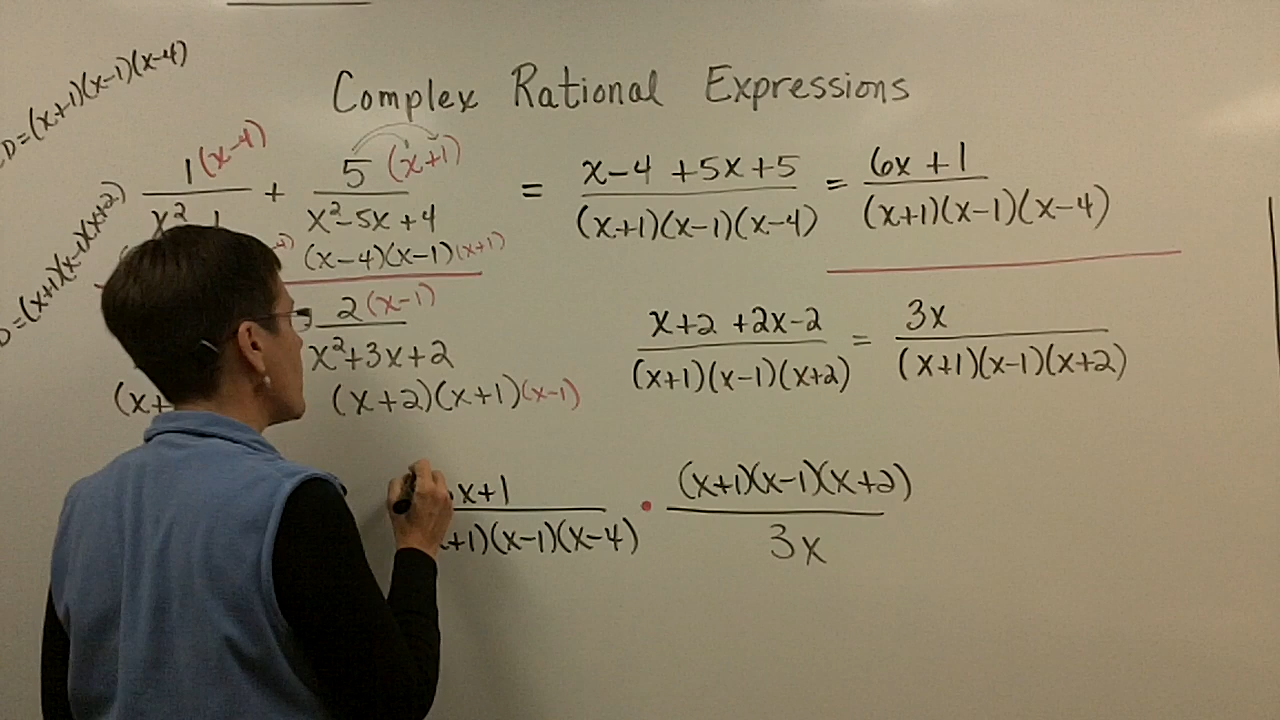 D=(x+1)(x-1)(x-4)
Complex Rational Expressions
1(x-4) / x²-1 + 5(x+1) / x²-5x+4 = x-4+5x+5 / (x+1)(x-1)(x-4) = 6x+1 / (x+1)(x-1)(x-4)
(x-4)(x-1)(x+1)
D=(x+1)(x-1)(x+2)
2(x-1) / x²+3x+2
x+2+2x-2 / (x+1)(x-1)(x+2) = 3x / (x+1)(x-1)(x+2)
(x+2)(x+1)(x-1)
x+1 / +1)(x-1)(x-4) · (x+1)(x-1)(x+2) / 3x